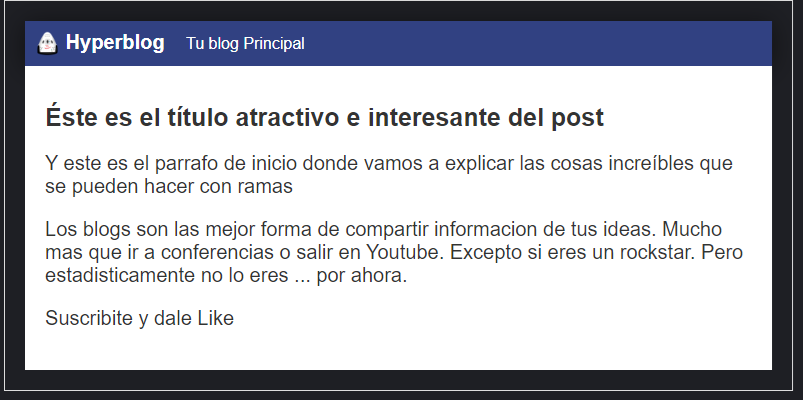 Hyperblog Tu blog Principal
Éste es el título atractivo e interesante del post
Y este es el parrafo de inicio donde vamos a explicar las cosas increíbles que
se pueden hacer con ramas
Los blogs son las mejor forma de compartir informacion de tus ideas. Mucho
mas que ir a conferencias o salir en Youtube. Excepto si eres un rockstar. Pero
estadisticamente no lo eres ... por ahora.
Suscribite y dale Like